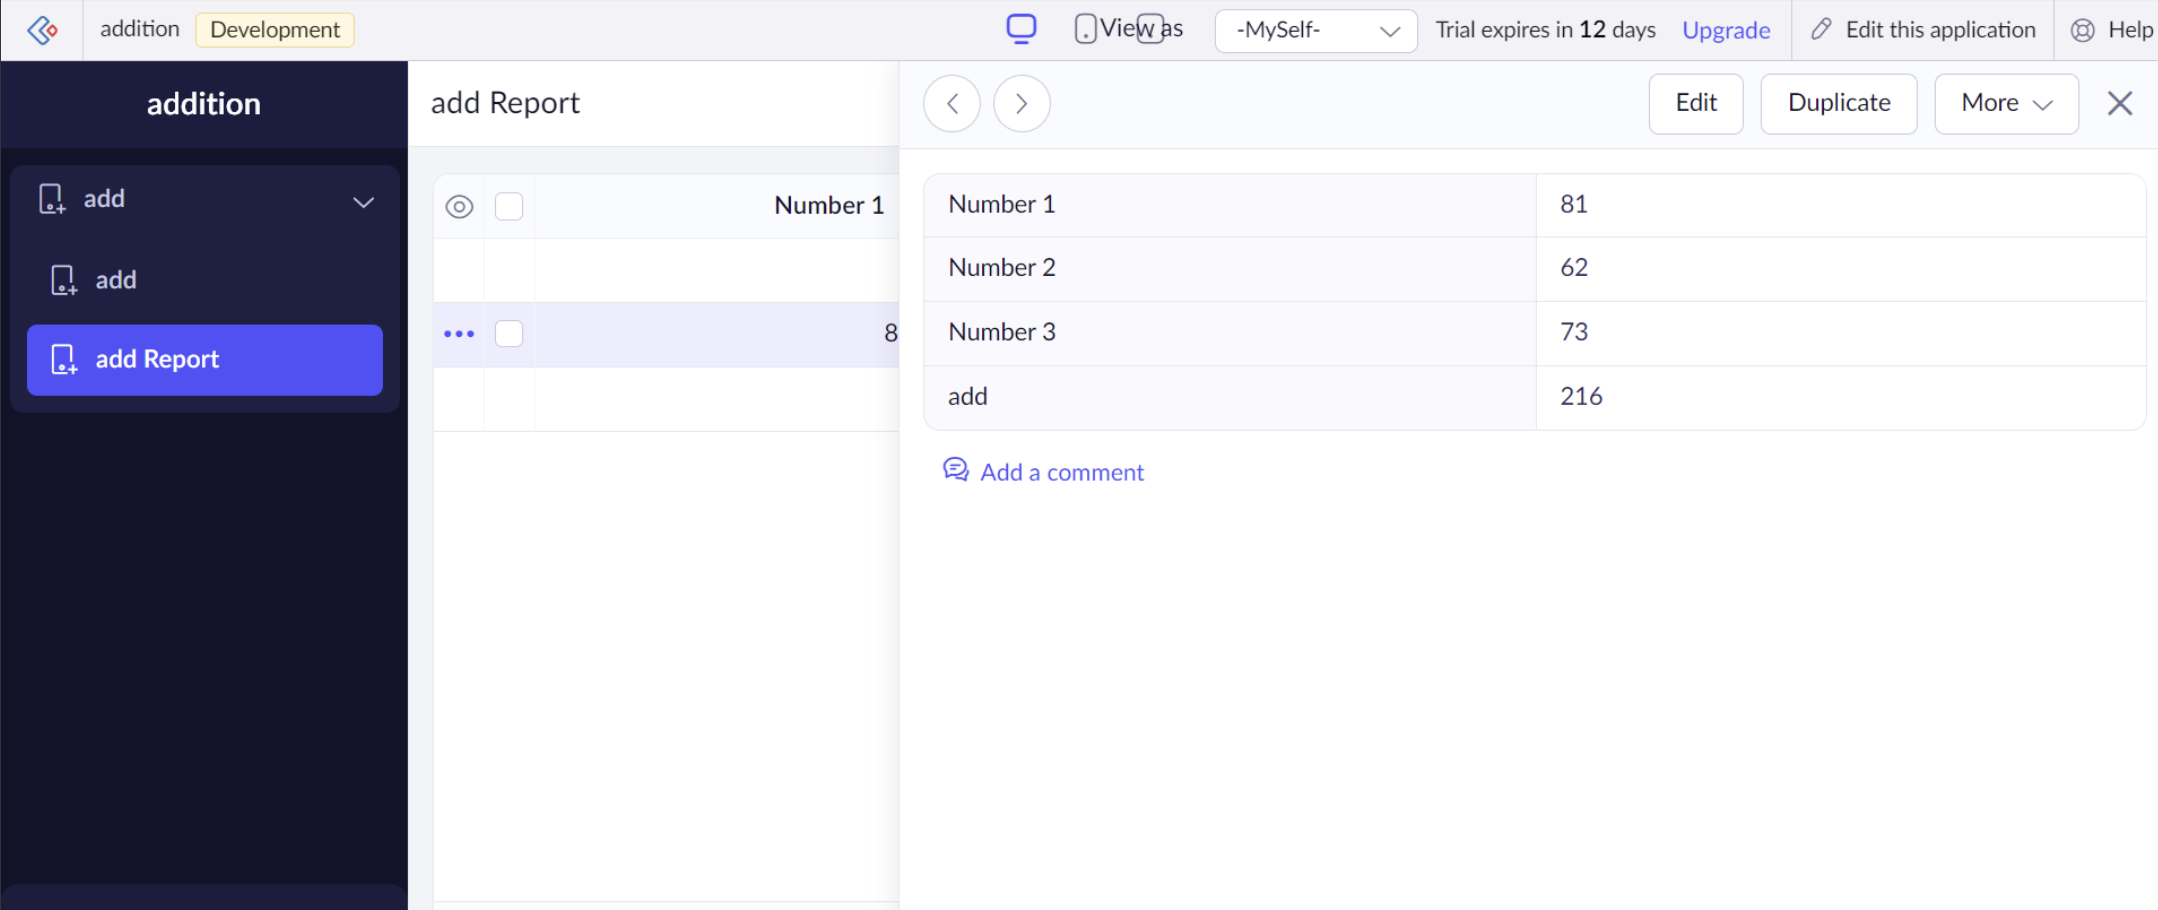 addition Development View as -MySelf- Trial expires in 12 days Upgrade Edit this application Help
addition
add Report
Edit Duplicate More
add
add
add Report
Number 1
8
Number 1 81
Number 2 62
Number 3 73
add 216
Add a comment